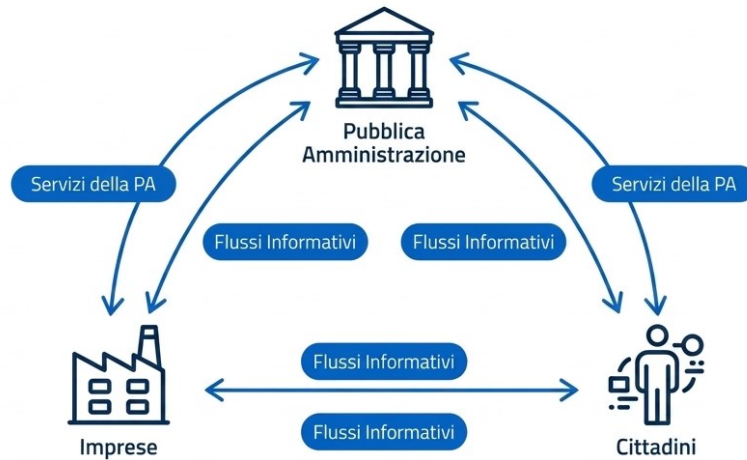 Pubblica
Amministrazione
Servizi della PA
Servizi della PA
Flussi Informativi
Flussi Informativi
Flussi Informativi
Flussi Informativi
Imprese
Cittadini